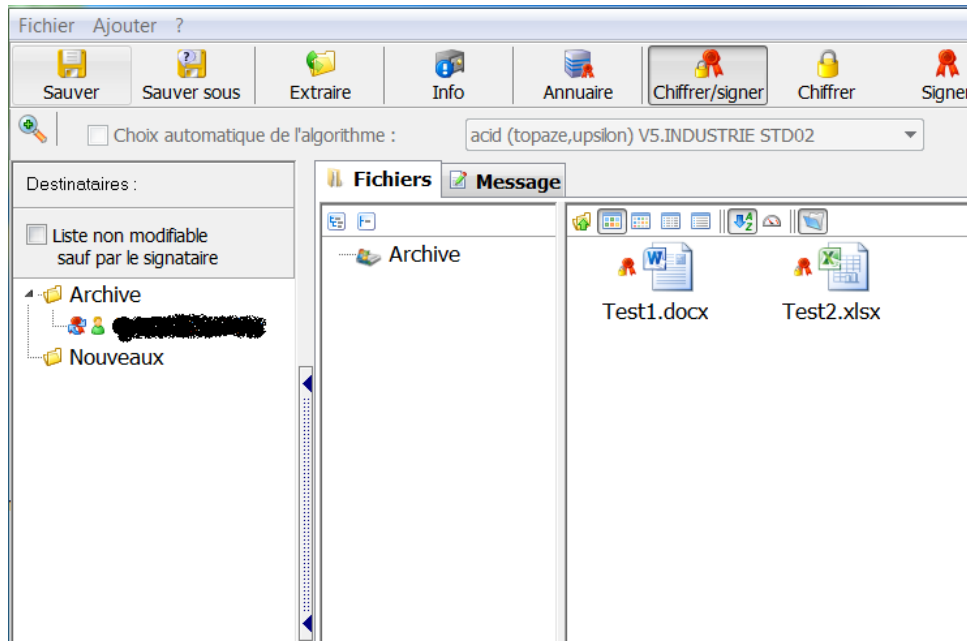 Fichier Ajouter ?
Sauver Sauver sous Extraire Info Annuaire Chiffrer/signer Chiffrer Signer
Choix automatique de l'algorithme : acid (topaze,upsilon) V5.INDUSTRIE STD02
Destinataires :
Fichiers Message
Liste non modifiable
sauf par le signataire
Archive
Nouveaux
Archive
Test1.docx Test2.xlsx